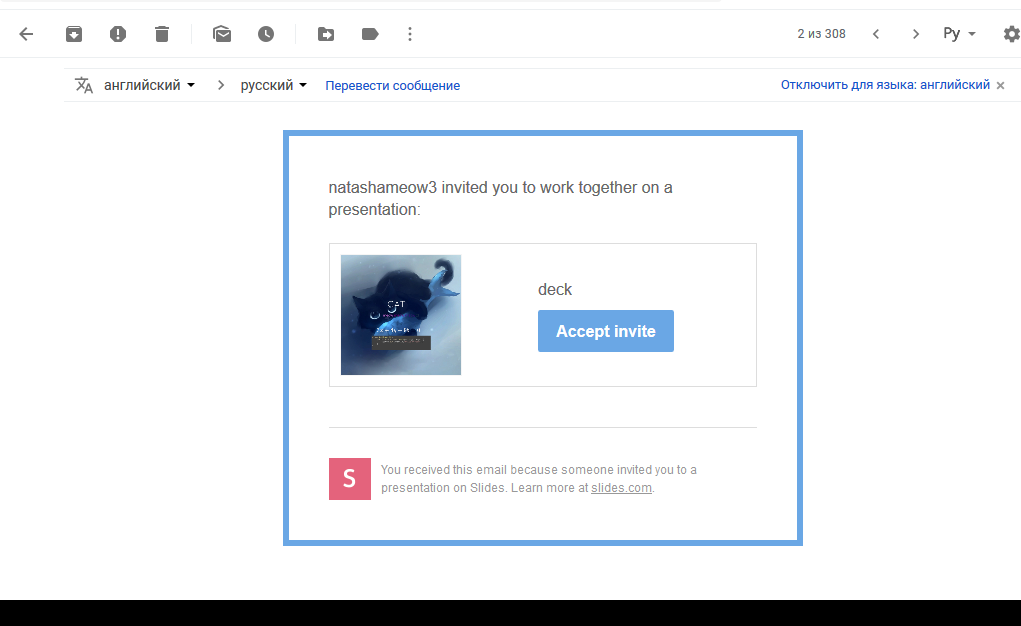 2 из 308
Ру
английский
русский
Перевести сообщение
Отключить для языка: английский
natashameow3 invited you to work together on a
presentation:
CAT
deck
Accept invite
S
You received this email because someone invited you to a
presentation on Slides. Learn more at slides.com.